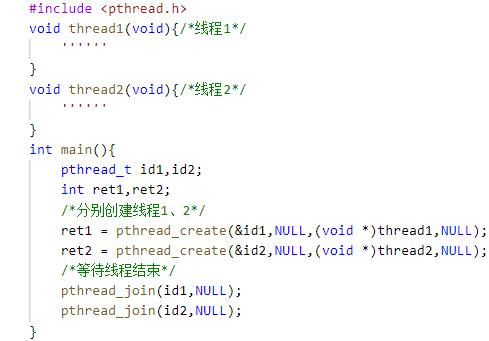 #include <pthread.h>
void thread1(void){/*线程1*/
    ''''''
}
void thread2(void){/*线程2*/
    ''''''
}
int main(){
    pthread_t id1,id2;
    int ret1,ret2;
    /*分别创建线程1、2*/
    ret1 = pthread_create(&id1,NULL,(void *)thread1,NULL);
    ret2 = pthread_create(&id2,NULL,(void *)thread2,NULL);
    /*等待线程结束*/
    pthread_join(id1,NULL);
    pthread_join(id2,NULL);
}